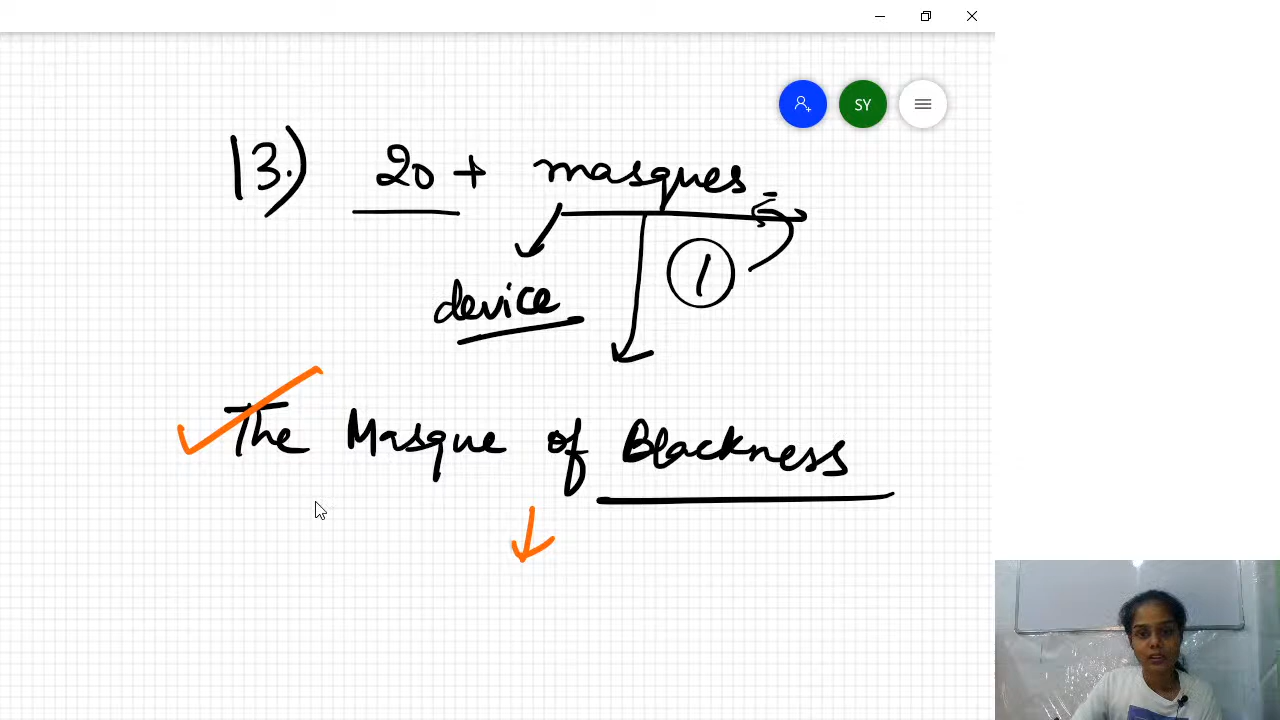 SY
13.) 20 + masques
1
device
The Masque of Blackness